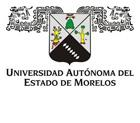 UNIVERSIDAD AUTÓNOMA DEL
ESTADO DE MORELOS